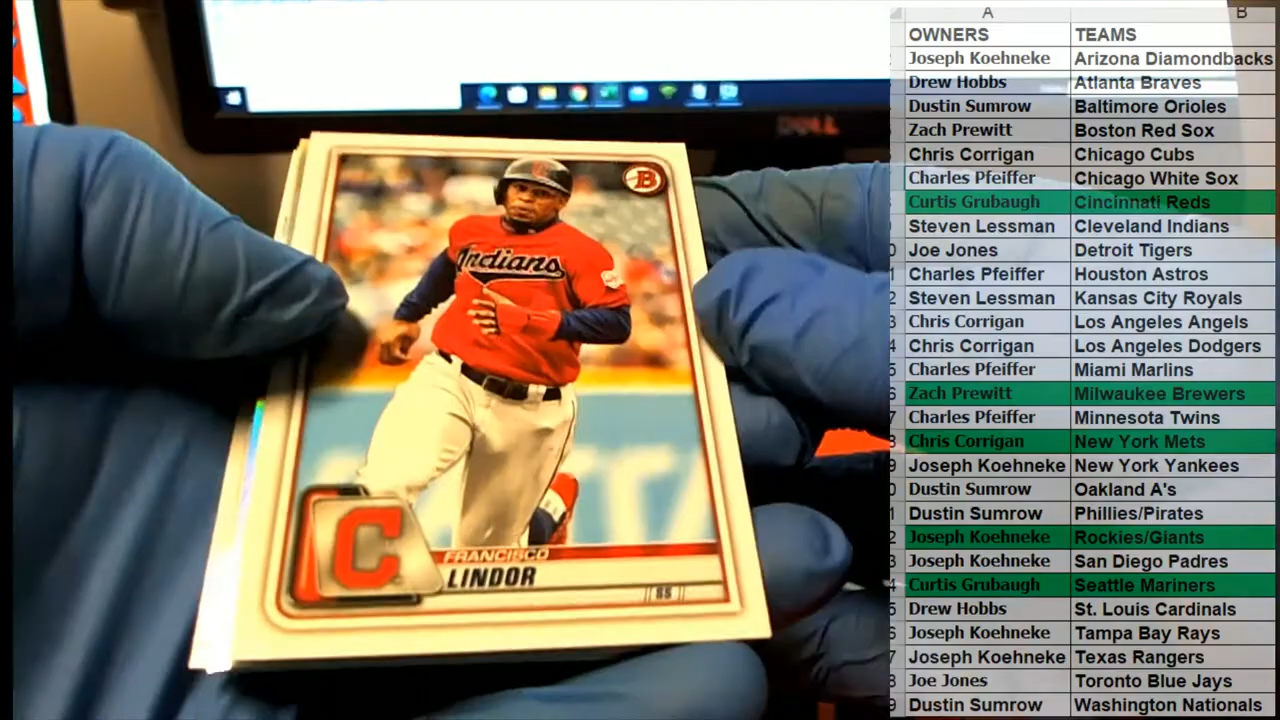 A B
OWNERS TEAMS
Joseph Koehneke Arizona Diamondbacks
Drew Hobbs Atlanta Braves
Dustin Sumrow Baltimore Orioles
Zach Prewitt Boston Red Sox
Chris Corrigan Chicago Cubs
Charles Pfeiffer Chicago White Sox
Curtis Grubaugh Cincinnati Reds
Steven Lessman Cleveland Indians
Joe Jones Detroit Tigers
Charles Pfeiffer Houston Astros
Steven Lessman Kansas City Royals
Chris Corrigan Los Angeles Angels
Chris Corrigan Los Angeles Dodgers
Charles Pfeiffer Miami Marlins
Zach Prewitt Milwaukee Brewers
Charles Pfeiffer Minnesota Twins
Chris Corrigan New York Mets
Joseph Koehneke New York Yankees
Dustin Sumrow Oakland A's
Dustin Sumrow Phillies/Pirates
Joseph Koehneke Rockies/Giants
Joseph Koehneke San Diego Padres
Curtis Grubaugh Seattle Mariners
Drew Hobbs St. Louis Cardinals
Joseph Koehneke Tampa Bay Rays
Joseph Koehneke Texas Rangers
Joe Jones Toronto Blue Jays
Dustin Sumrow Washington Nationals
DELL
B
Indians
C
FRANCISCO
LINDOR
SS